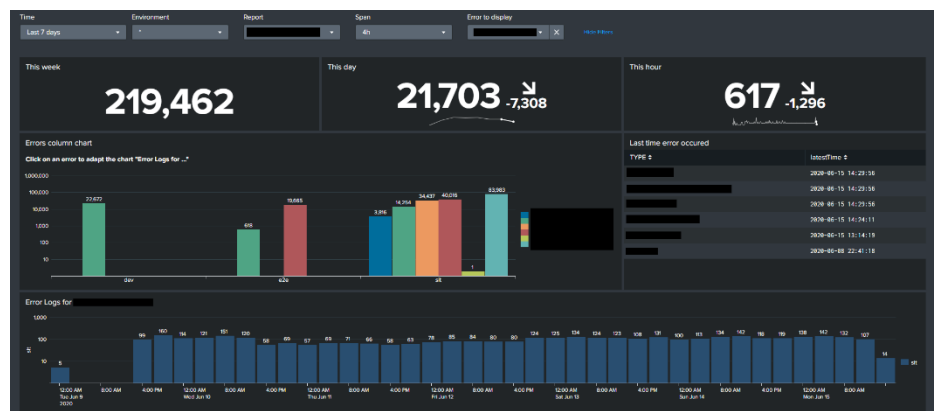 Time Environment Report Span Error to display
Last 7 days * 4h × Hide Filters
This week This day This hour
219,462 21,703 -7,308 617 -1,296
Errors column chart
Click on an error to adapt the chart "Error Logs for ..."
1,000,000
100,000
10,000
1,000
100
10
22,672 618 19,665 3,816 14,254 34,437 40,016 1 83,983
dev e2e sit
Last time error occured
TYPE latestTime
2020-06-15 14:29:56
2020-06-15 14:29:56
2020-06-15 14:29:56
2020-06-15 14:24:11
2020-06-15 13:14:19
2020-06-08 22:41:18
Error Logs for
1,000
100
10
sit
5 99 160 114 121 151 120 58 69 57 69 71 66 58 63 78 85 84 80 80 124 125 134 124 123 108 131 100 113 134 142 118 119 138 142 132 107 14
sit
12:00 AM 8:00 AM 4:00 PM 12:00 AM 8:00 AM 4:00 PM 12:00 AM 8:00 AM 4:00 PM 12:00 AM 8:00 AM 4:00 PM 12:00 AM 8:00 AM 4:00 PM 12:00 AM 8:00 AM 4:00 PM 12:00 AM 8:00 AM
Tue Jun 9 Wed Jun 10 Thu Jun 11 Fri Jun 12 Sat Jun 13 Sun Jun 14 Mon Jun 15
2020